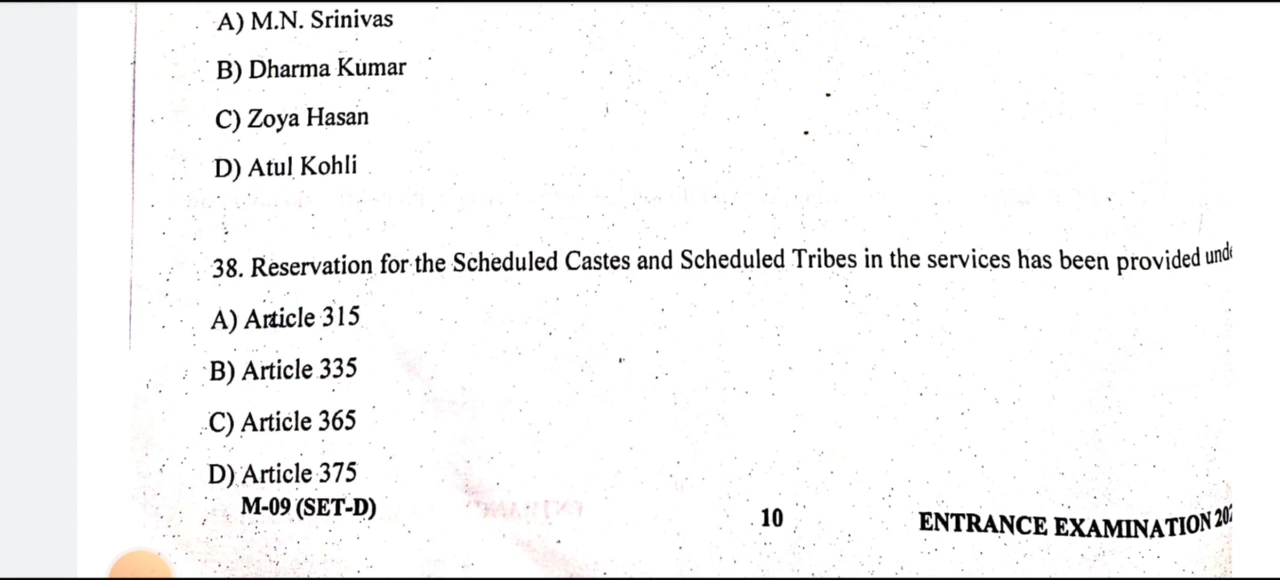 A) M.N. Srinivas
B) Dharma Kumar
C) Zoya Hasan
D) Atul Kohli
38. Reservation for the Scheduled Castes and Scheduled Tribes in the services has been provided
A) Article 315
B) Article 335
C) Article 365
D) Article 375
M-09 (SET-D)
10
ENTRANCE EXAMINATION